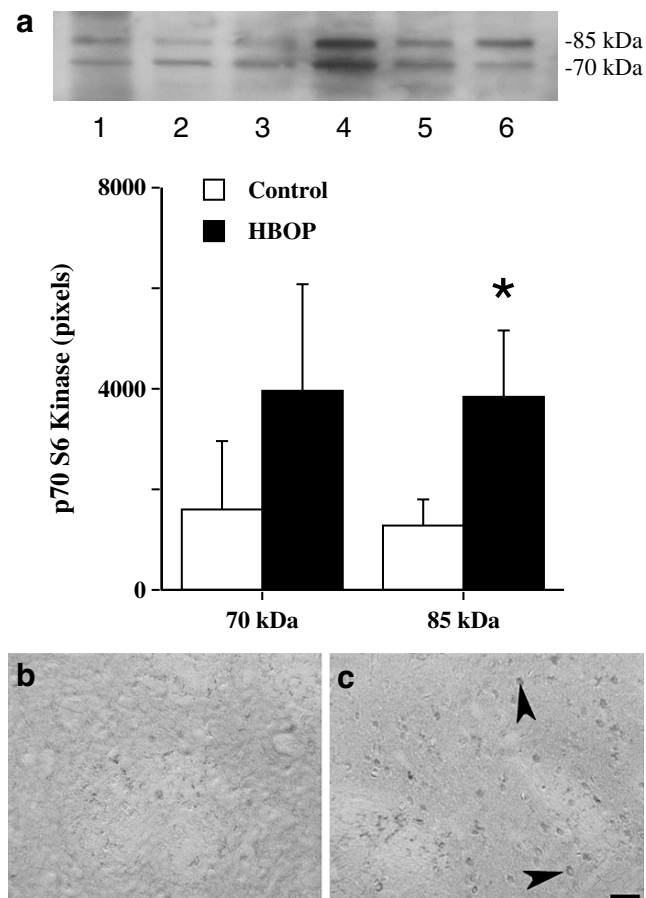 a
-85 kDa
-70 kDa
1 2 3 4 5 6
8000
Control
HBOP
*
4000
p70 S6 Kinase (pixels)
0
70 kDa 85 kDa
b c